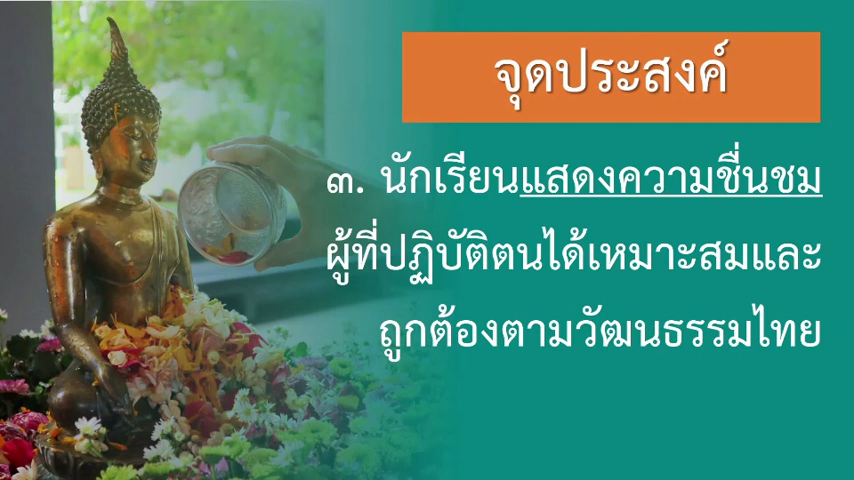 จุดประสงค์
๓. นักเรียนแสดงความชื่นชม
ผู้ที่ปฏิบัติตนได้เหมาะสมและ
ถูกต้องตามวัฒนธรรมไทย